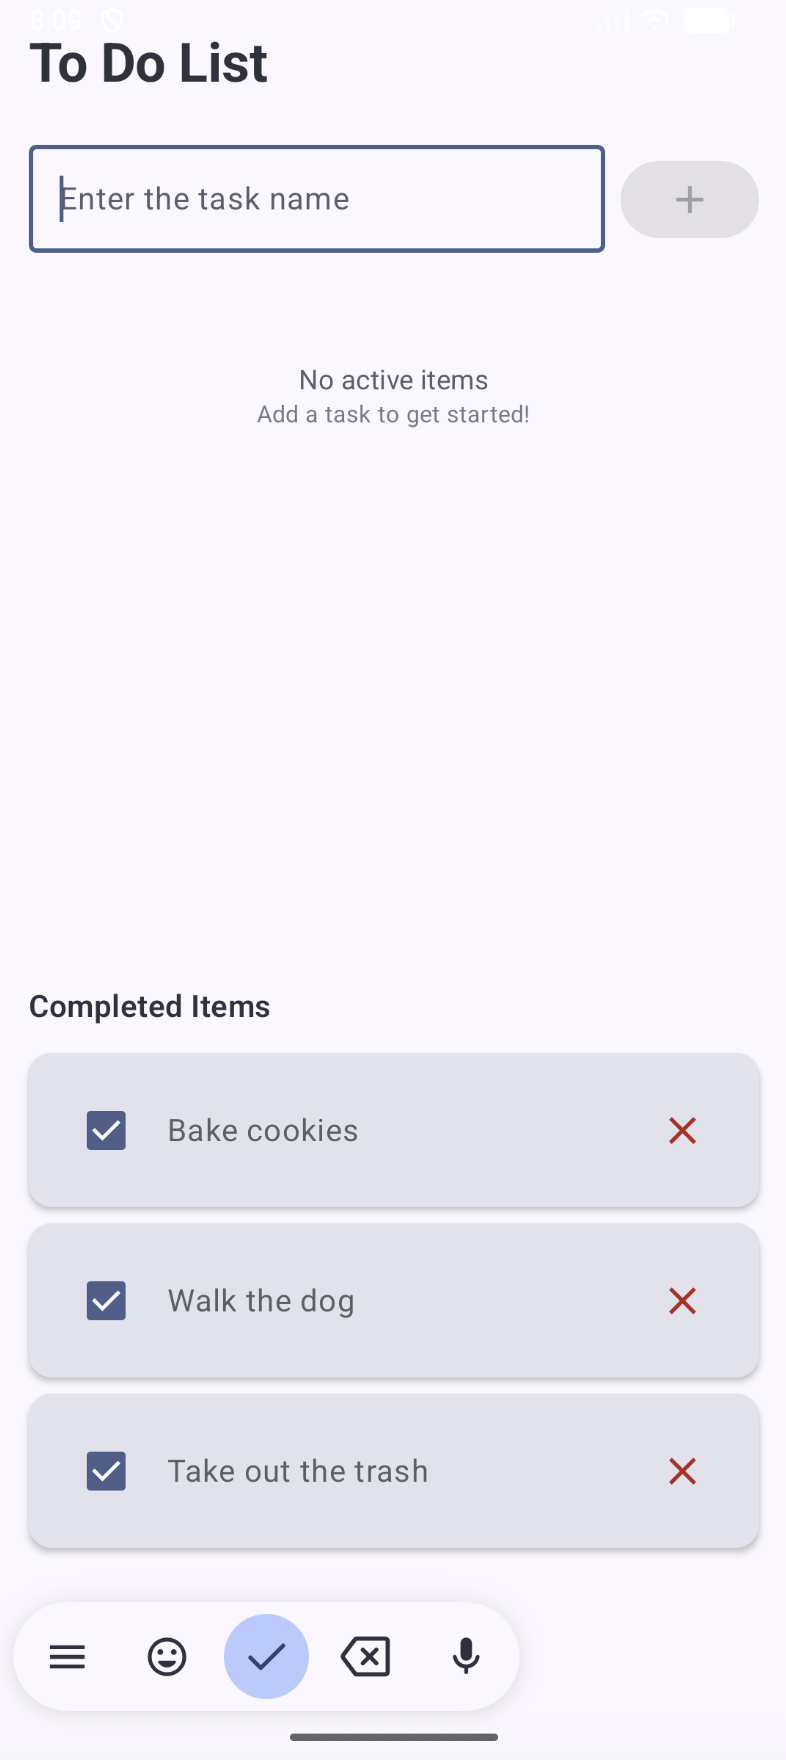 8:09
To Do List
Enter the task name
No active items
Add a task to get started!
Completed Items
Bake cookies
Walk the dog
Take out the trash